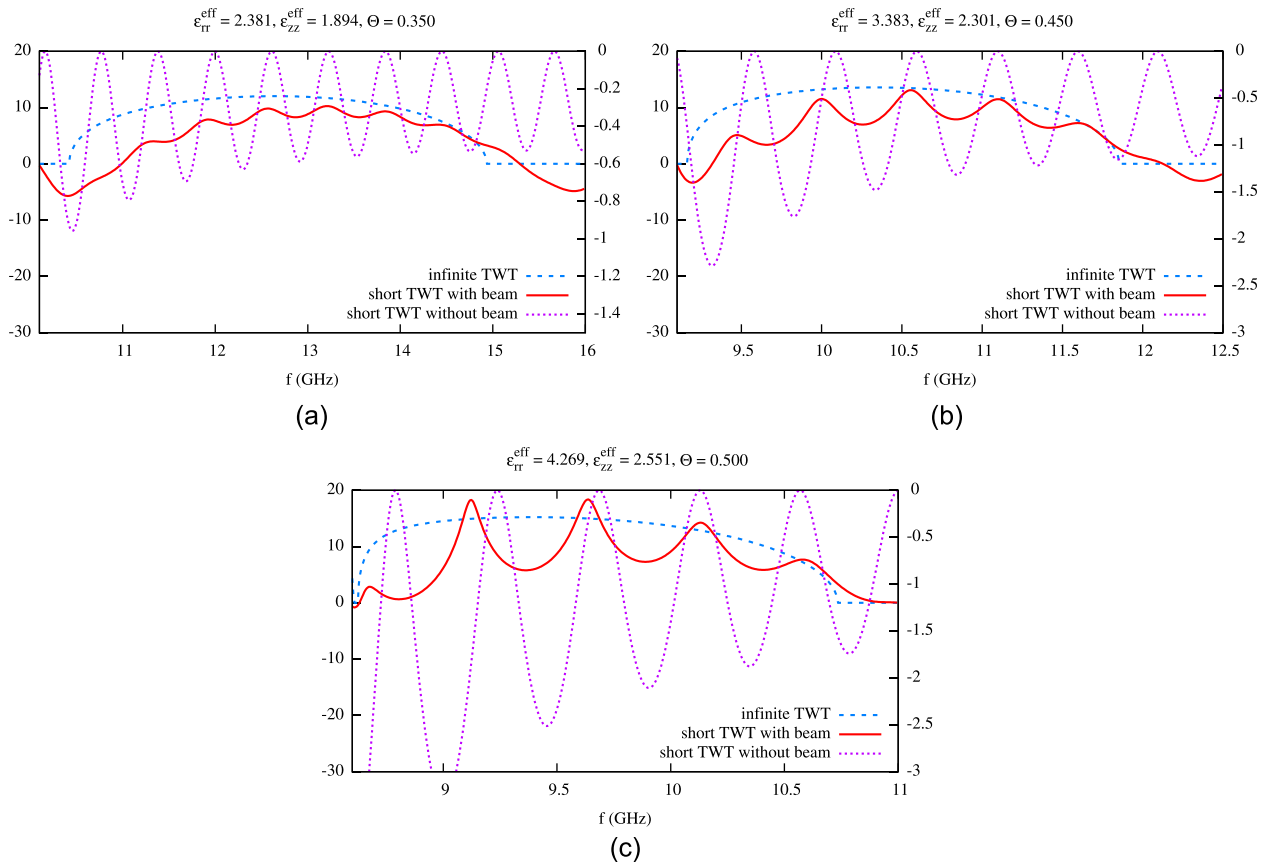 ε_rr^eff = 2.381, ε_zz^eff = 1.894, Θ = 0.350
20
10
0
-10
-20
-30
0
-0.2
-0.4
-0.6
-0.8
-1
-1.2
-1.4
infinite TWT
short TWT with beam
short TWT without beam
11 12 13 14 15 16
f (GHz)
(a)
ε_rr^eff = 3.383, ε_zz^eff = 2.301, Θ = 0.450
20
10
0
-10
-20
-30
0
-0.5
-1
-1.5
-2
-2.5
-3
infinite TWT
short TWT with beam
short TWT without beam
9.5 10 10.5 11 11.5 12 12.5
f (GHz)
(b)
ε_rr^eff = 4.269, ε_zz^eff = 2.551, Θ = 0.500
20
10
0
-10
-20
-30
0
-0.5
-1
-1.5
-2
-2.5
-3
infinite TWT
short TWT with beam
short TWT without beam
9 9.5 10 10.5 11
f (GHz)
(c)